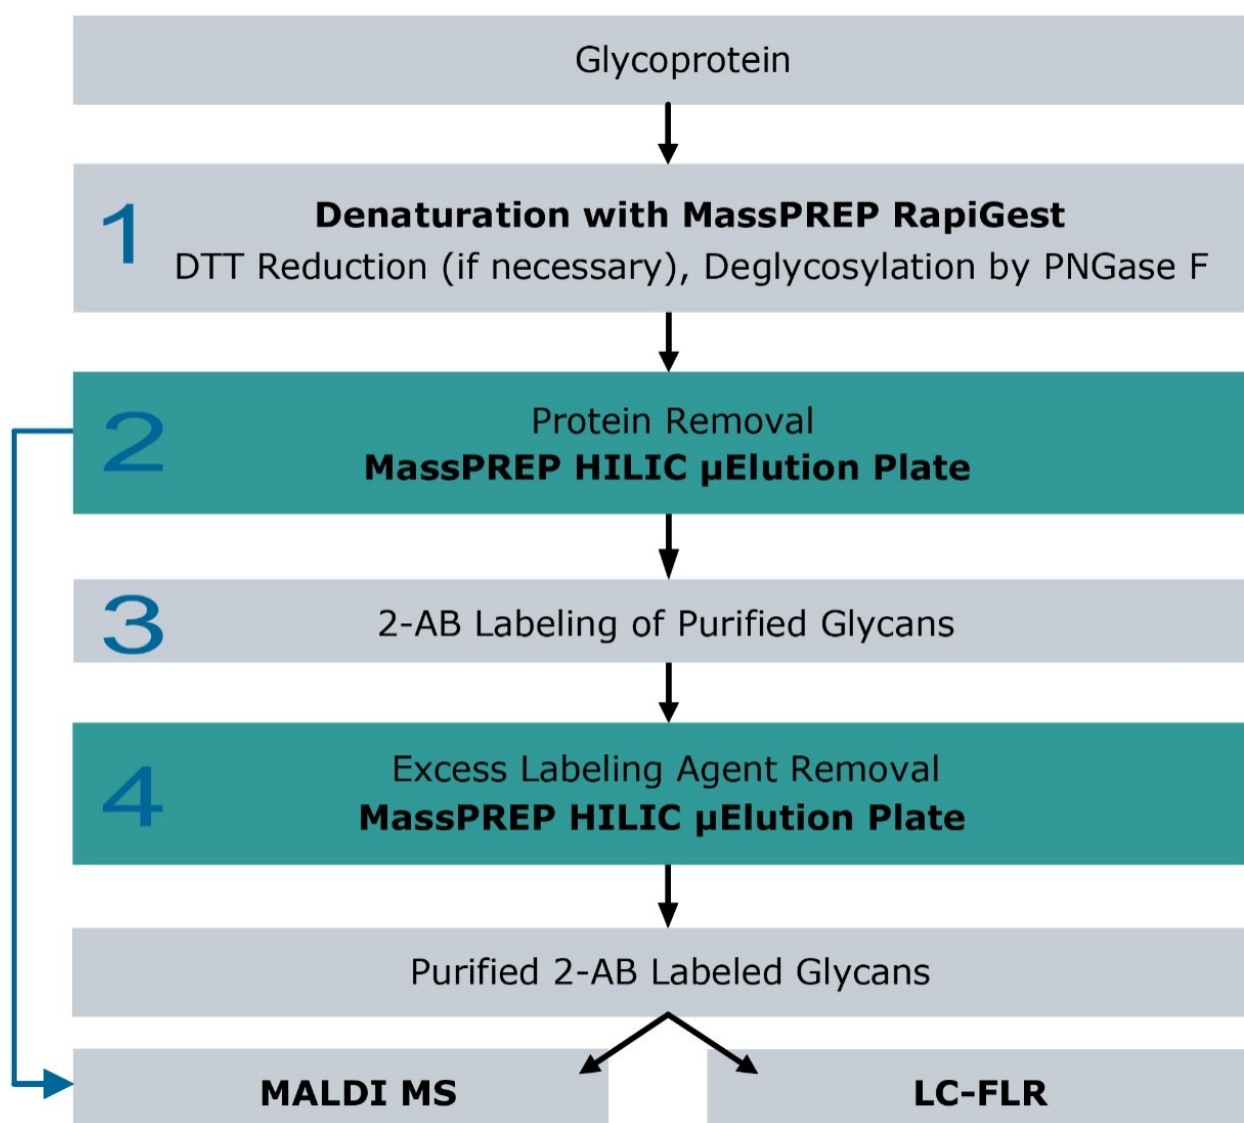 Glycoprotein
1
Denaturation with MassPREP RapiGest
DTT Reduction (if necessary), Deglycosylation by PNGase F
2
Protein Removal
MassPREP HILIC µElution Plate
3
2-AB Labeling of Purified Glycans
4
Excess Labeling Agent Removal
MassPREP HILIC µElution Plate
Purified 2-AB Labeled Glycans
MALDI MS
LC-FLR